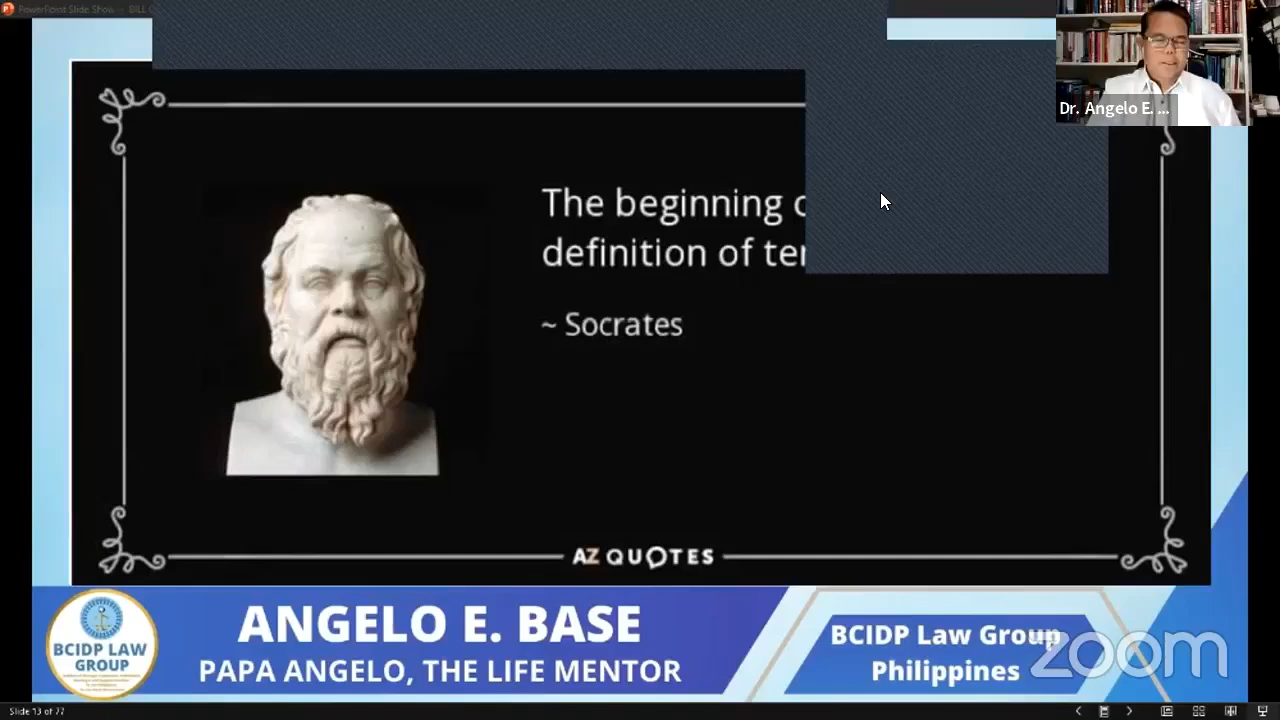 PowerPoint Slide Show
Dr. Angelo E. ...
The beginning
definition of
~ Socrates
AZ QUOTES
BCIDP LAW
GROUP
ANGELO E. BASE
PAPA ANGELO, THE LIFE MENTOR
BCIDP Law Group
Philippines
zoom
Slide 13 of 77